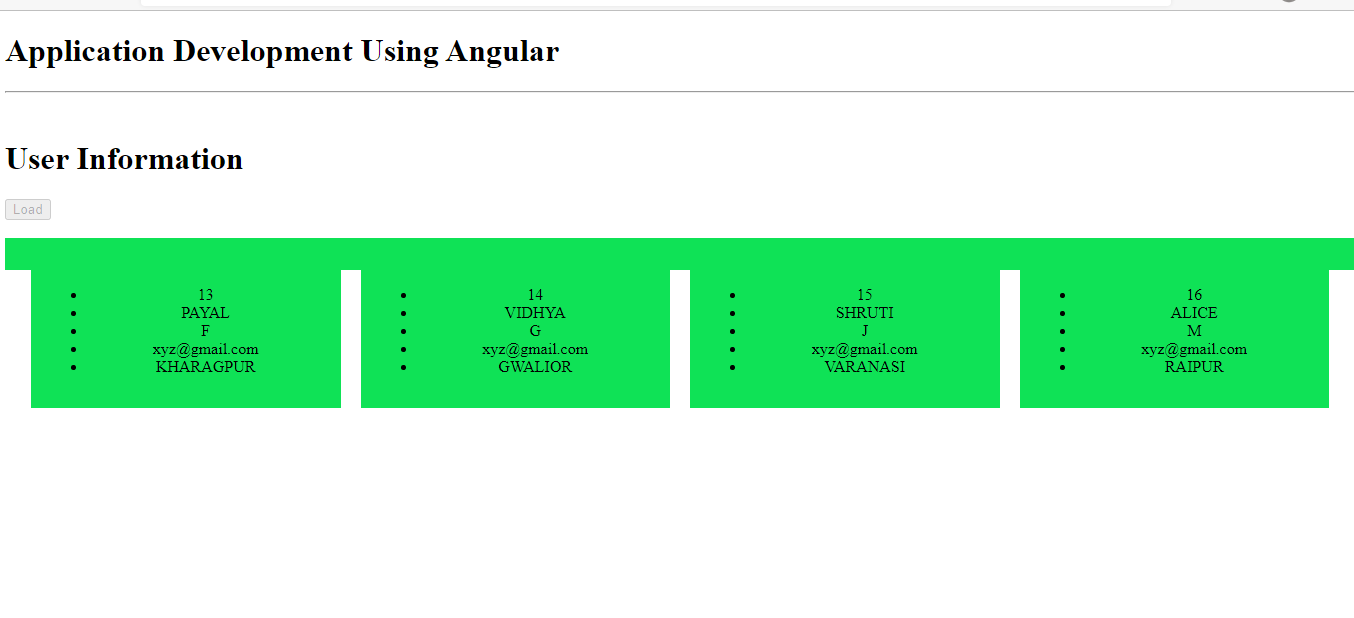 Application Development Using Angular
User Information
Load
13
PAYAL
F
xyz@gmail.com
KHARAGPUR
14
VIDHYA
G
xyz@gmail.com
GWALIOR
15
SHRUTI
J
xyz@gmail.com
VARANASI
16
ALICE
M
xyz@gmail.com
RAIPUR